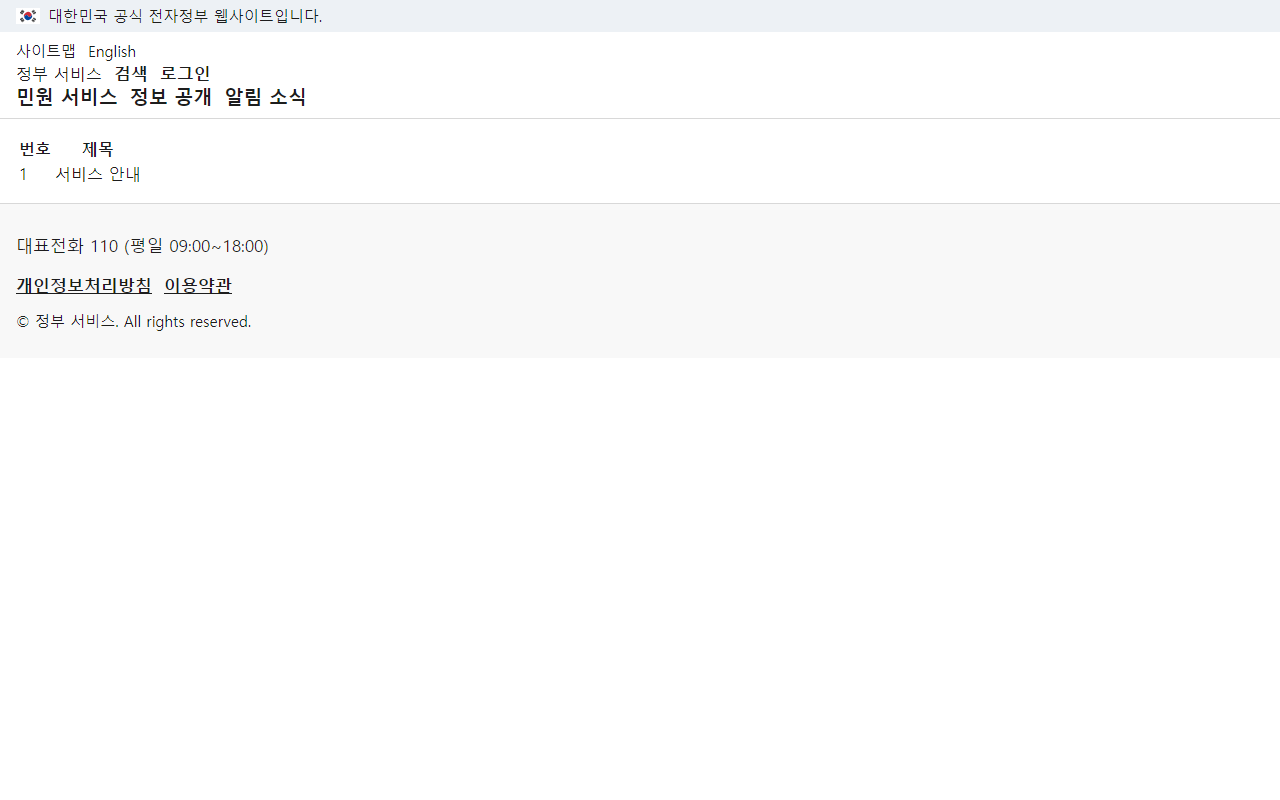 대한민국 공식 전자정부 웹사이트입니다.
사이트맵 English
정부 서비스 검색 로그인
민원 서비스 정보 공개 알림 소식
번호 제목
1 서비스 안내
대표전화 110 (평일 09:00~18:00)
개인정보처리방침 이용약관
© 정부 서비스. All rights reserved.